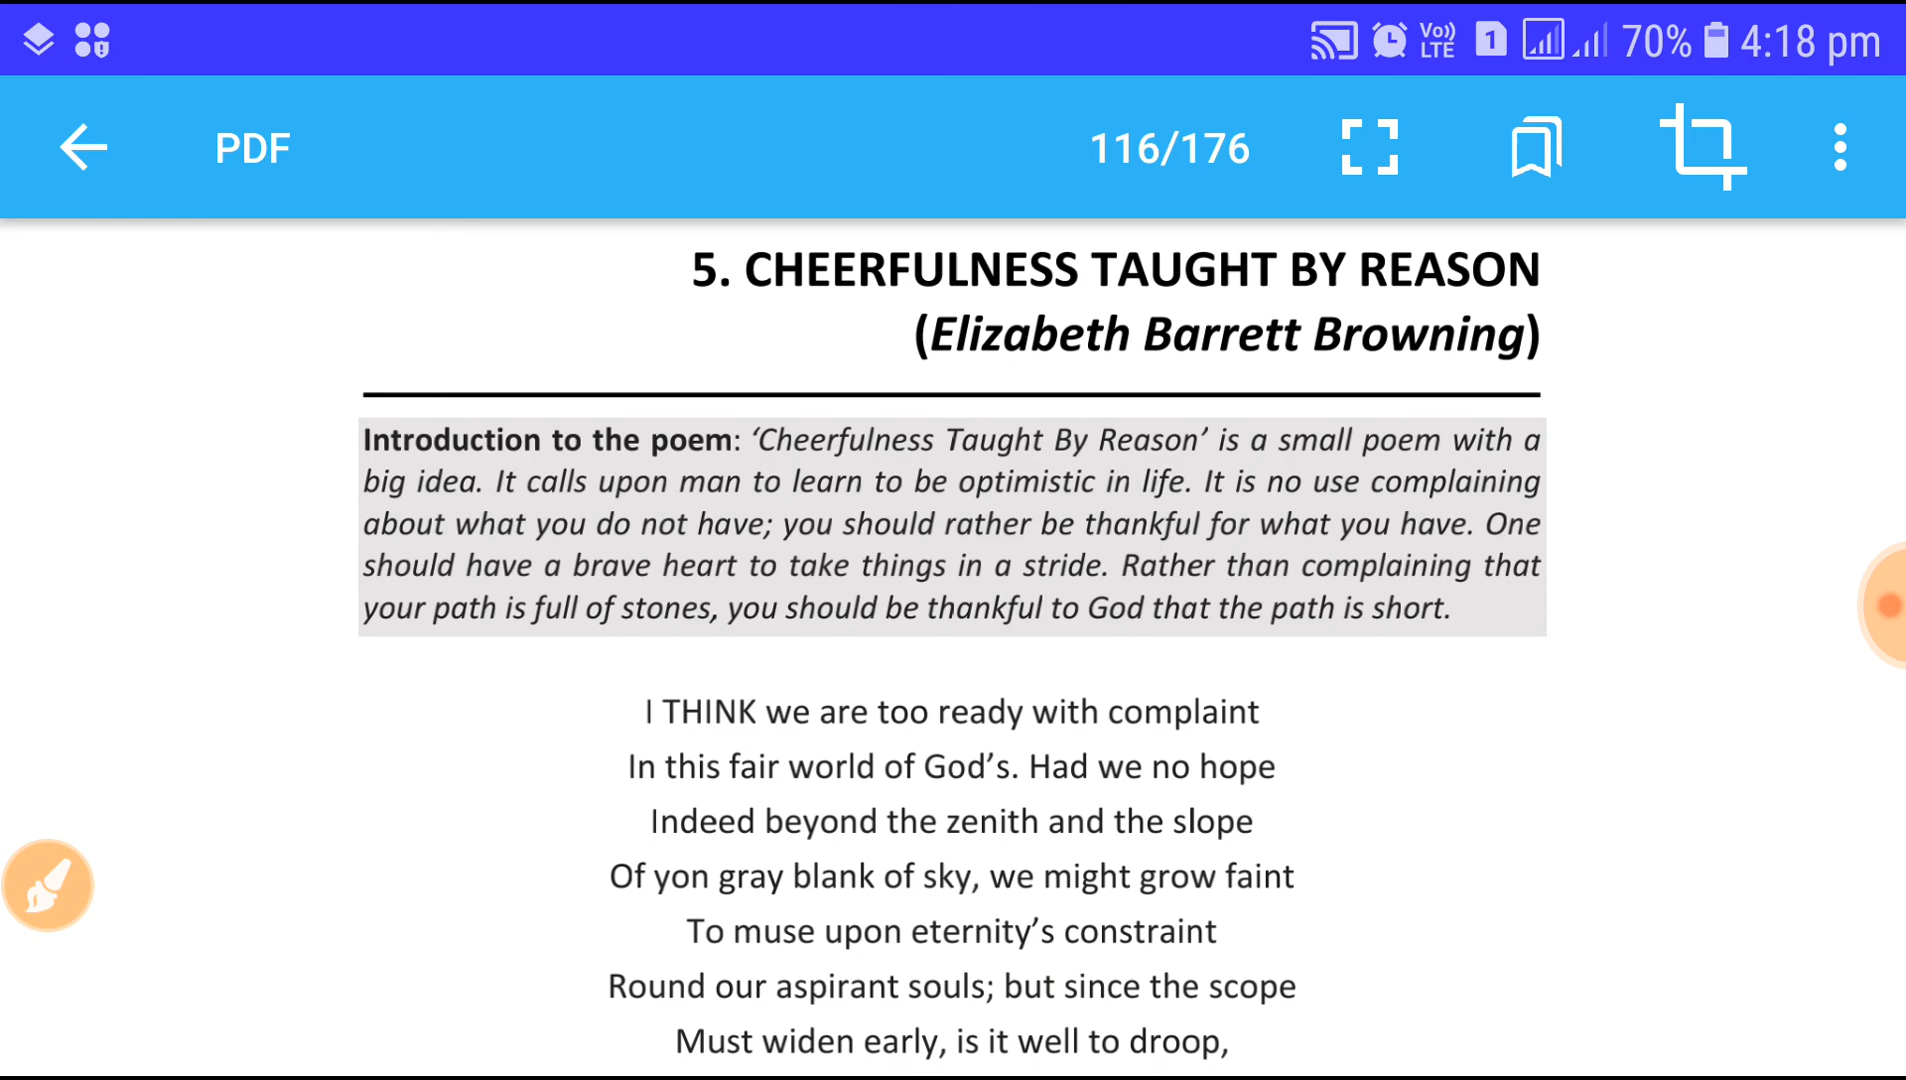 Vo)) LTE 1 70% 4:18 pm
PDF 116/176
5. CHEERFULNESS TAUGHT BY REASON
(Elizabeth Barrett Browning)
Introduction to the poem: ‘Cheerfulness Taught By Reason’ is a small poem with a
big idea. It calls upon man to learn to be optimistic in life. It is no use complaining
about what you do not have; you should rather be thankful for what you have. One
should have a brave heart to take things in a stride. Rather than complaining that
your path is full of stones, you should be thankful to God that the path is short.
I THINK we are too ready with complaint
In this fair world of God’s. Had we no hope
Indeed beyond the zenith and the slope
Of yon gray blank of sky, we might grow faint
To muse upon eternity’s constraint
Round our aspirant souls; but since the scope
Must widen early, is it well to droop,